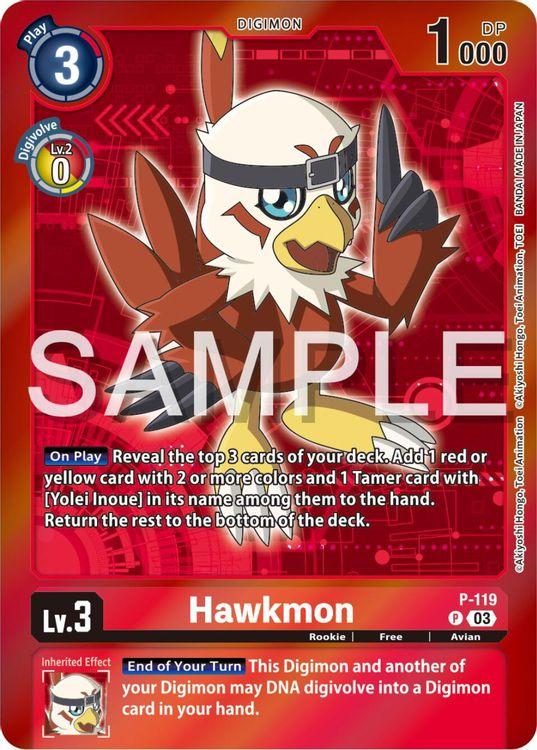 DIGIMON
Play
3
DP
1000
Digivolve
Lv.2
0
©Akiyoshi Hongo, Toei Animation ©Akiyoshi Hongo, Toei Animation, TOEI BANDAI MADE IN JAPAN
SAMPLE
On Play Reveal the top 3 cards of your deck. Add 1 red or
yellow card with 2 or more colors and 1 Tamer card with
[Yolei Inoue] in its name among them to the hand.
Return the rest to the bottom of the deck.
P-119
Lv.3
Hawkmon
P 03
Rookie | Free | Avian
Inherited Effect
End of Your Turn This Digimon and another of
your Digimon may DNA digivolve into a Digimon
card in your hand.